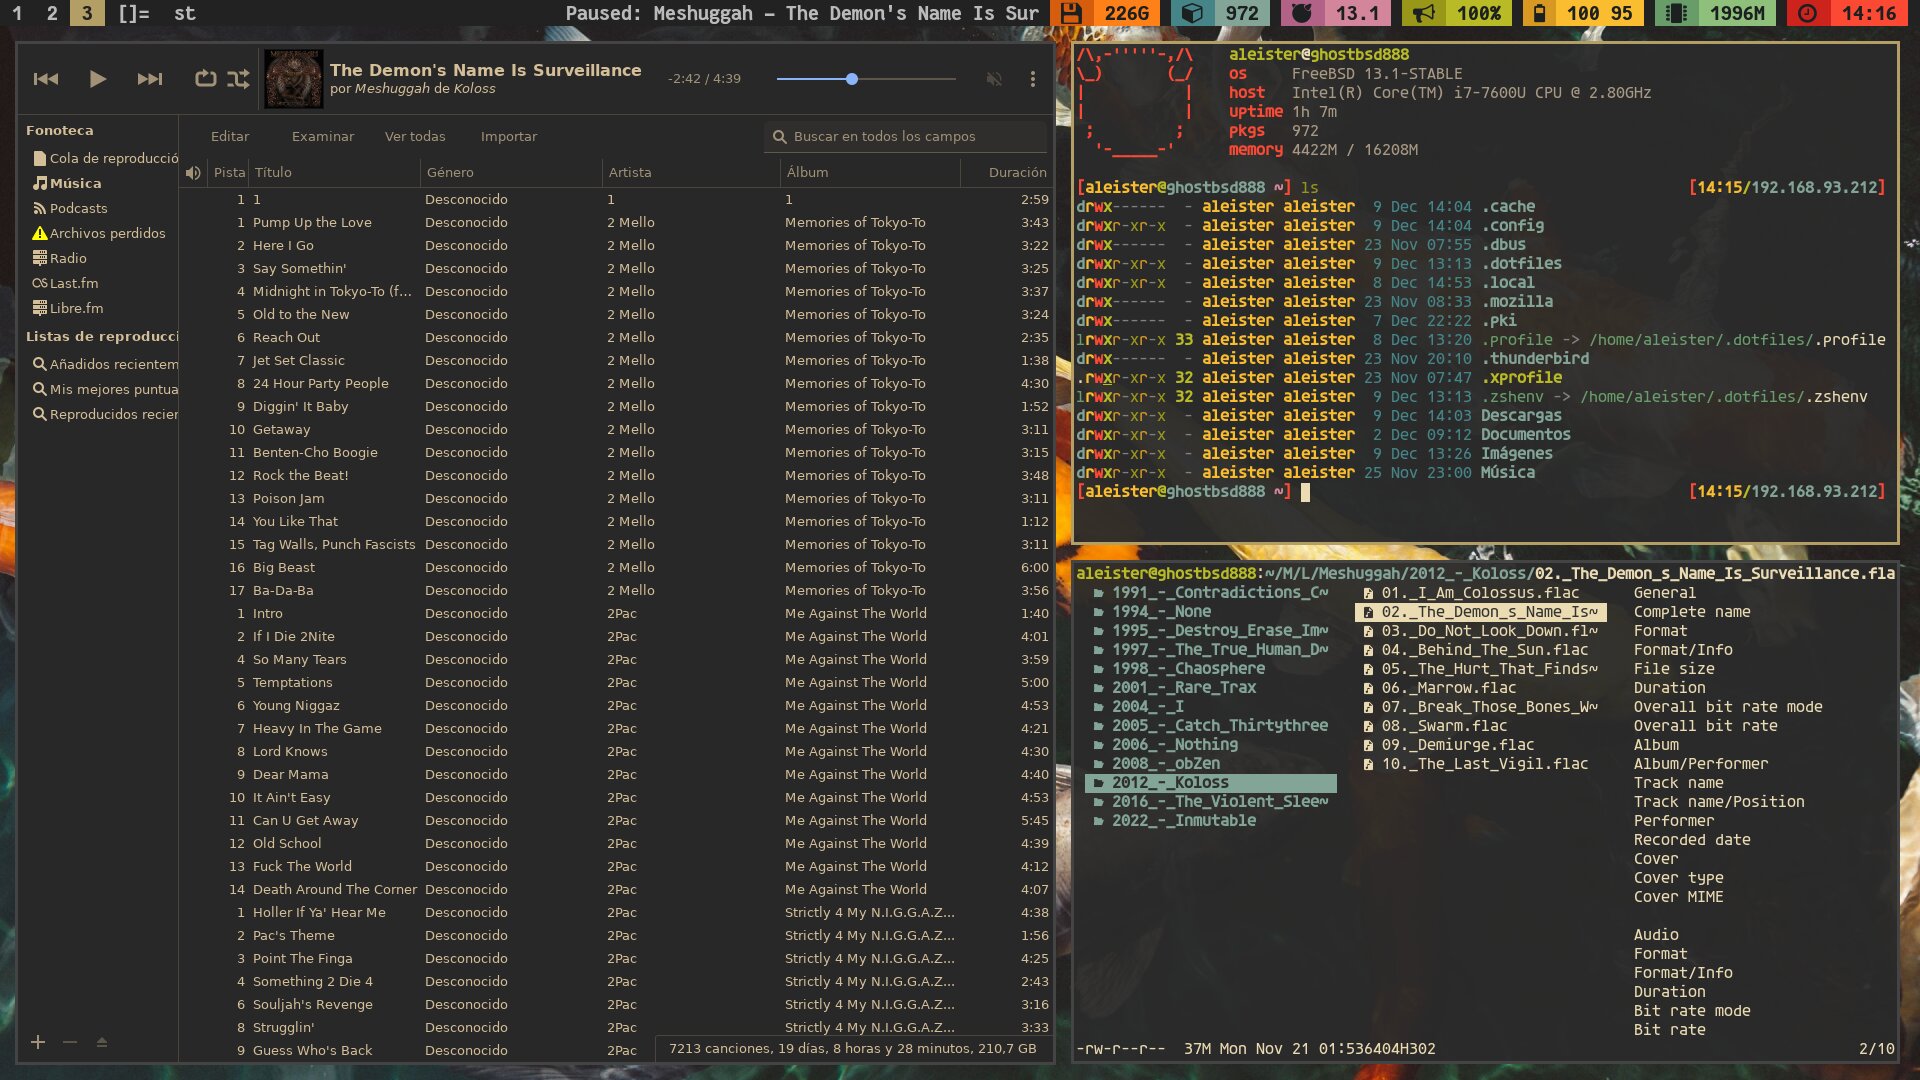 1 2 3 []= st Paused: Meshuggah – The Demon's Name Is Sur 226G 972 13.1 100% 100 95 1996M 14:16
The Demon's Name Is Surveillance
por Meshuggah de Koloss
-2:42 / 4:39
Fonoteca
Cola de reproducció
Música
Podcasts
Archivos perdidos
Radio
Last.fm
Libre.fm
Listas de reproducci
Añadidos recientem
Mis mejores puntua
Reproducidos recier
Editar Examinar Ver todas Importar Buscar en todos los campos
Pista Título Género Artista Álbum Duración
1 1 Desconocido 1 1 2:59
1 Pump Up the Love Desconocido 2 Mello Memories of Tokyo-To 3:43
2 Here I Go Desconocido 2 Mello Memories of Tokyo-To 3:22
3 Say Somethin' Desconocido 2 Mello Memories of Tokyo-To 3:25
4 Midnight in Tokyo-To (f... Desconocido 2 Mello Memories of Tokyo-To 3:37
5 Old to the New Desconocido 2 Mello Memories of Tokyo-To 3:24
6 Reach Out Desconocido 2 Mello Memories of Tokyo-To 2:35
7 Jet Set Classic Desconocido 2 Mello Memories of Tokyo-To 1:38
8 24 Hour Party People Desconocido 2 Mello Memories of Tokyo-To 4:30
9 Diggin' It Baby Desconocido 2 Mello Memories of Tokyo-To 1:52
10 Getaway Desconocido 2 Mello Memories of Tokyo-To 3:11
11 Benten-Cho Boogie Desconocido 2 Mello Memories of Tokyo-To 3:15
12 Rock the Beat! Desconocido 2 Mello Memories of Tokyo-To 3:48
13 Poison Jam Desconocido 2 Mello Memories of Tokyo-To 3:11
14 You Like That Desconocido 2 Mello Memories of Tokyo-To 1:12
15 Tag Walls, Punch Fascists Desconocido 2 Mello Memories of Tokyo-To 3:11
16 Big Beast Desconocido 2 Mello Memories of Tokyo-To 6:00
17 Ba-Da-Ba Desconocido 2 Mello Memories of Tokyo-To 3:56
1 Intro Desconocido 2Pac Me Against The World 1:40
2 If I Die 2Nite Desconocido 2Pac Me Against The World 4:01
4 So Many Tears Desconocido 2Pac Me Against The World 3:59
5 Temptations Desconocido 2Pac Me Against The World 5:00
6 Young Niggaz Desconocido 2Pac Me Against The World 4:53
7 Heavy In The Game Desconocido 2Pac Me Against The World 4:21
8 Lord Knows Desconocido 2Pac Me Against The World 4:30
9 Dear Mama Desconocido 2Pac Me Against The World 4:40
10 It Ain't Easy Desconocido 2Pac Me Against The World 4:53
11 Can U Get Away Desconocido 2Pac Me Against The World 5:45
12 Old School Desconocido 2Pac Me Against The World 4:39
13 Fuck The World Desconocido 2Pac Me Against The World 4:12
14 Death Around The Corner Desconocido 2Pac Me Against The World 4:07
1 Holler If Ya' Hear Me Desconocido 2Pac Strictly 4 My N.I.G.G.A.Z... 4:38
2 Pac's Theme Desconocido 2Pac Strictly 4 My N.I.G.G.A.Z... 1:56
3 Point The Finga Desconocido 2Pac Strictly 4 My N.I.G.G.A.Z... 4:25
4 Something 2 Die 4 Desconocido 2Pac Strictly 4 My N.I.G.G.A.Z... 2:43
6 Souljah's Revenge Desconocido 2Pac Strictly 4 My N.I.G.G.A.Z... 3:16
8 Strugglin' Desconocido 2Pac Strictly 4 My N.I.G.G.A.Z... 3:33
9 Guess Who's Back Desconocido 2Pac
7213 canciones, 19 días, 8 horas y 28 minutos, 210,7 GB
aleister@ghostbsd888
os FreeBSD 13.1-STABLE
host Intel(R) Core(TM) i7-7600U CPU @ 2.80GHz
uptime 1h 7m
pkgs 972
memory 4422M / 16208M
[aleister@ghostbsd888 ~] ls [14:15/192.168.93.212]
drwx------ - aleister aleister 9 Dec 14:04 .cache
drwxr-xr-x - aleister aleister 9 Dec 14:04 .config
drwx------ - aleister aleister 23 Nov 07:55 .dbus
drwxr-xr-x - aleister aleister 9 Dec 13:13 .dotfiles
drwxr-xr-x - aleister aleister 8 Dec 14:53 .local
drwx------ - aleister aleister 23 Nov 08:33 .mozilla
drwx------ - aleister aleister 7 Dec 22:22 .pki
lrwxr-xr-x 33 aleister aleister 8 Dec 13:20 .profile -> /home/aleister/.dotfiles/.profile
drwx------ - aleister aleister 23 Nov 20:10 .thunderbird
.rwxr-xr-x 32 aleister aleister 23 Nov 07:47 .xprofile
lrwxr-xr-x 32 aleister aleister 9 Dec 13:13 .zshenv -> /home/aleister/.dotfiles/.zshenv
drwxr-xr-x - aleister aleister 9 Dec 14:03 Descargas
drwxr-xr-x - aleister aleister 2 Dec 09:12 Documentos
drwxr-xr-x - aleister aleister 9 Dec 13:26 Imágenes
drwxr-xr-x - aleister aleister 25 Nov 23:00 Música
[aleister@ghostbsd888 ~] [14:15/192.168.93.212]
aleister@ghostbsd888:~/M/L/Meshuggah/2012_-_Koloss/02._The_Demon_s_Name_Is_Surveillance.fla
1991_-_Contradictions_C~ 01._I_Am_Colossus.flac General
1994_-_None 02._The_Demon_s_Name_Is~ Complete name
1995_-_Destroy_Erase_Im~ 03._Do_Not_Look_Down.fl~ Format
1997_-_The_True_Human_D~ 04._Behind_The_Sun.flac Format/Info
1998_-_Chaosphere 05._The_Hurt_That_Finds~ File size
2001_-_Rare_Trax 06._Marrow.flac Duration
2004_-_I 07._Break_Those_Bones_W~ Overall bit rate mode
2005_-_Catch_Thirtythree 08._Swarm.flac Overall bit rate
2006_-_Nothing 09._Demiurge.flac Album
2008_-_obZen 10._The_Last_Vigil.flac Album/Performer
2012_-_Koloss Track name
2016_-_The_Violent_Slee~ Track name/Position
2022_-_Inmutable Performer
Recorded date
Cover
Cover type
Cover MIME
Audio
Format
Format/Info
Duration
Bit rate mode
Bit rate
-rw-r--r-- 37M Mon Nov 21 01:536404H302 2/10